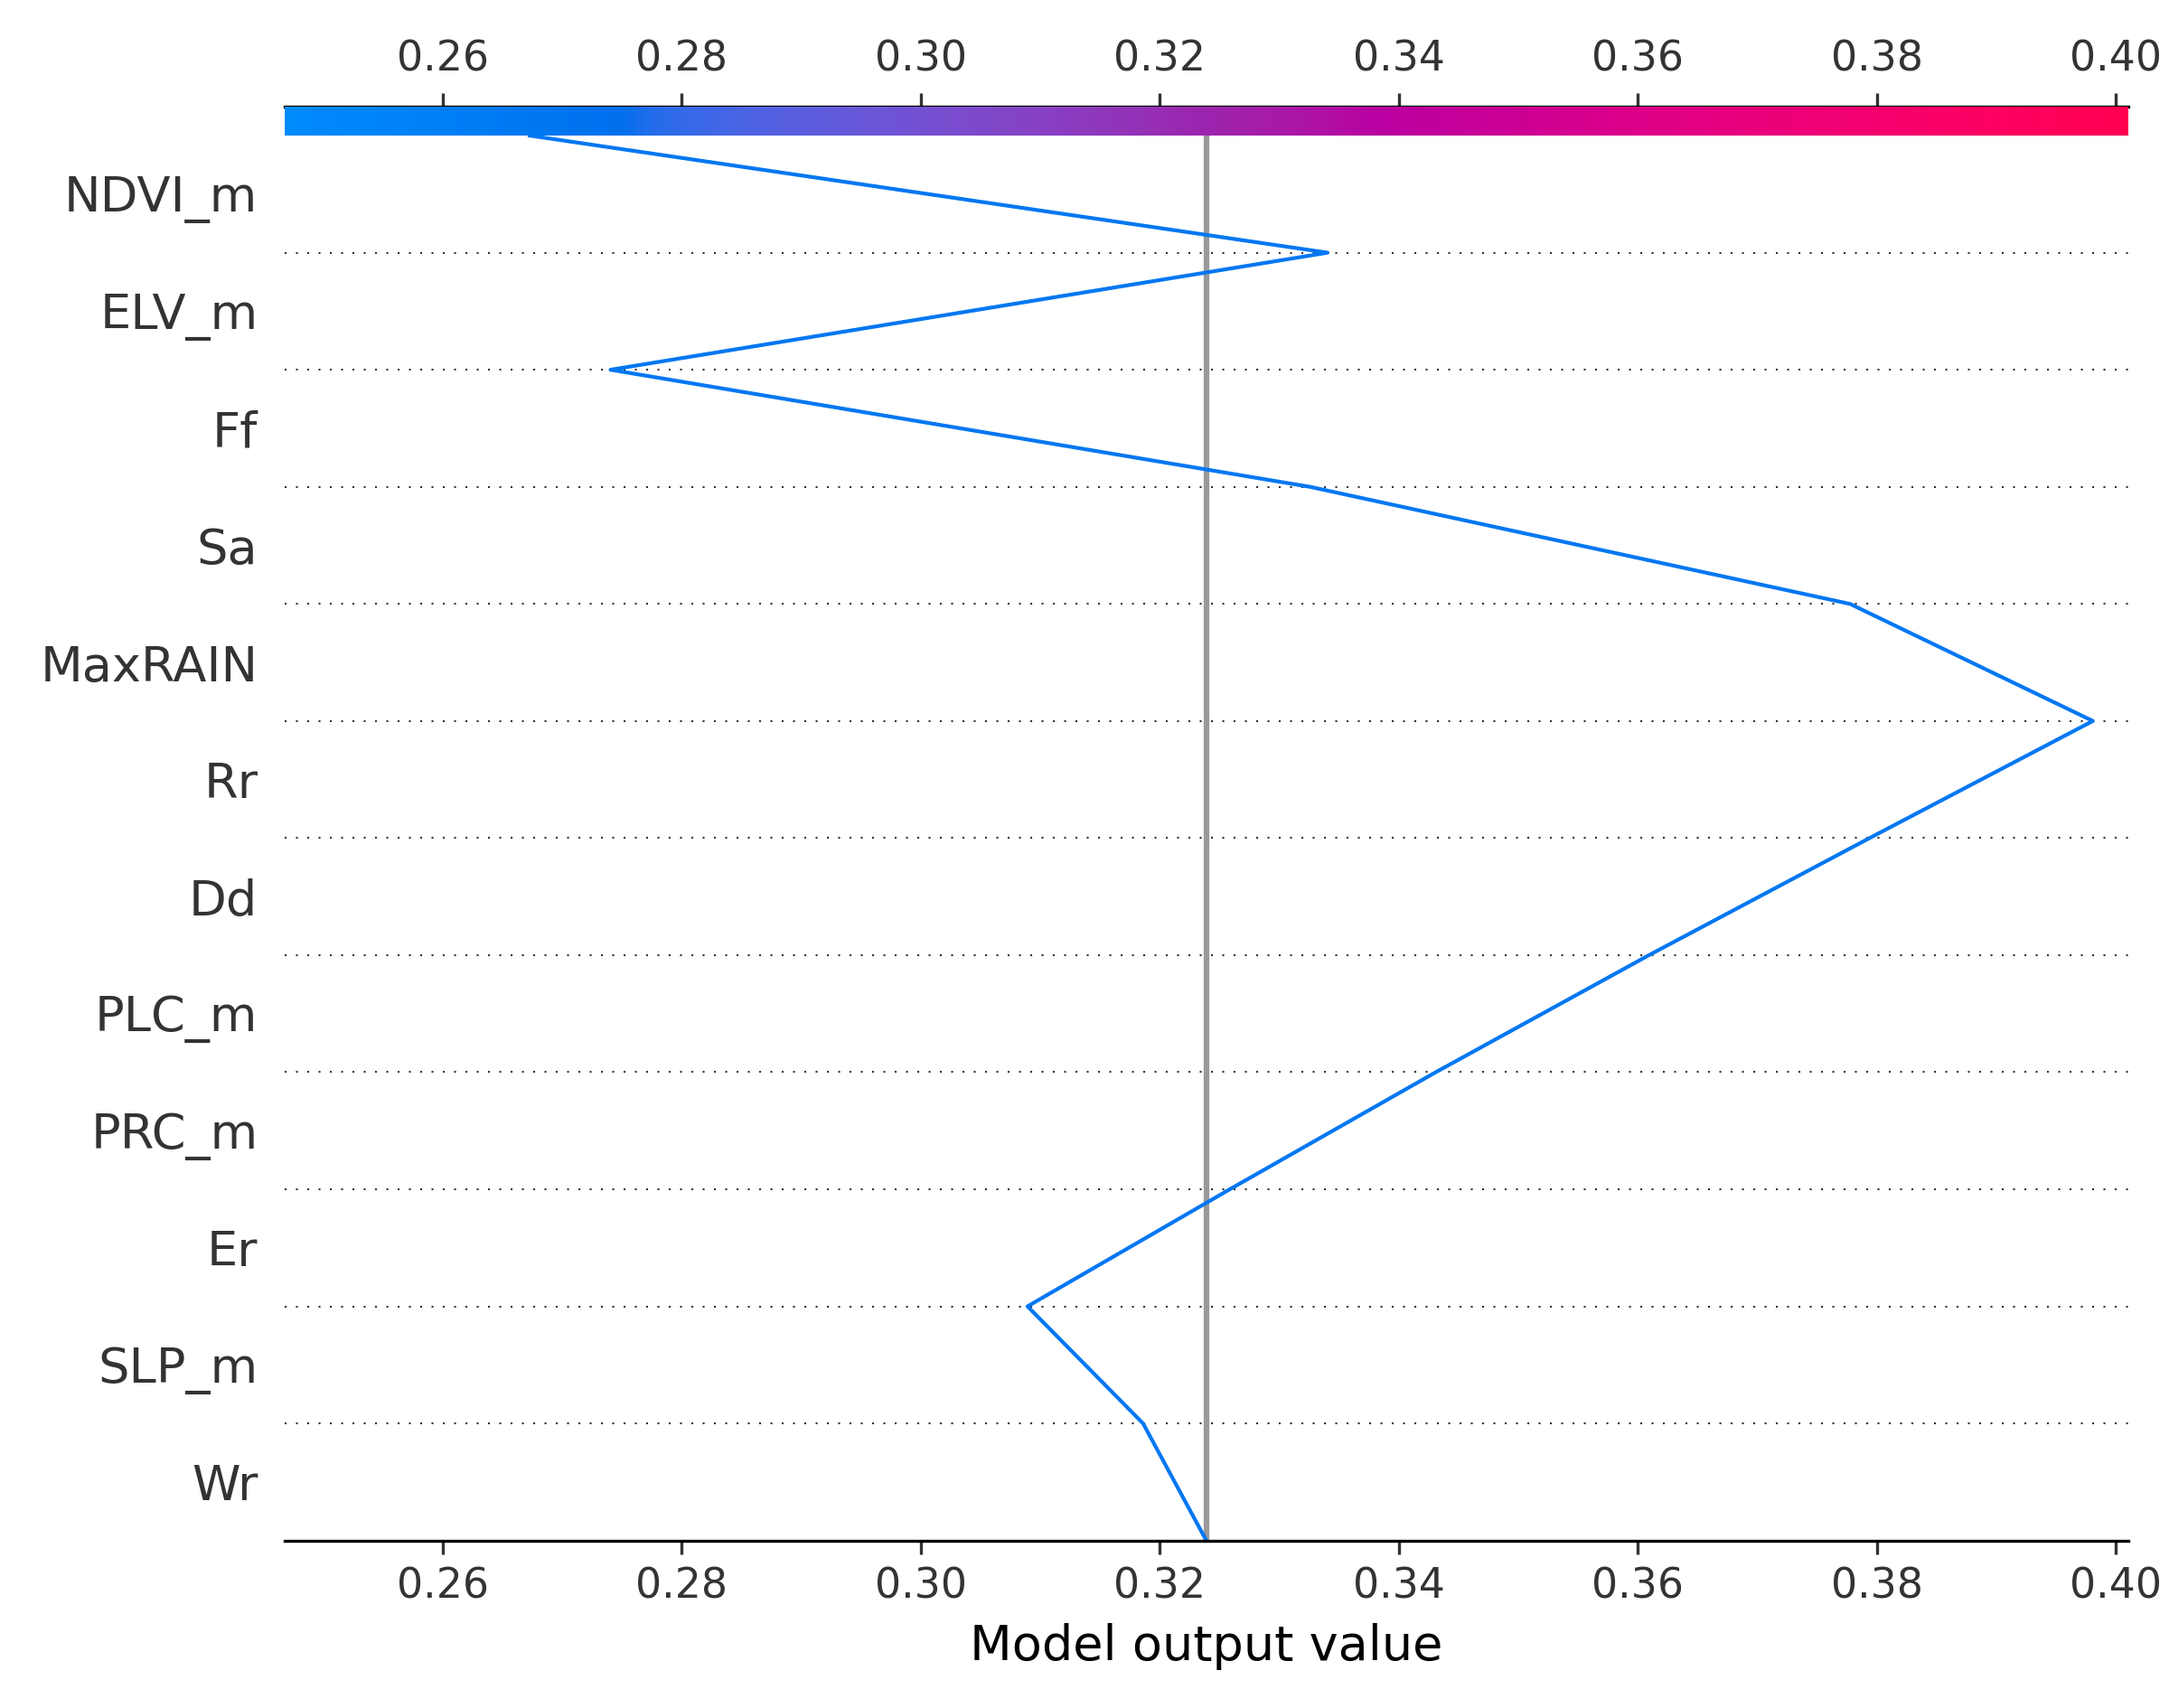 0.26 0.28 0.30 0.32 0.34 0.36 0.38 0.40
NDVI_m
ELV_m
Ff
Sa
MaxRAIN
Rr
Dd
PLC_m
PRC_m
Er
SLP_m
Wr
0.26 0.28 0.30 0.32 0.34 0.36 0.38 0.40
Model output value